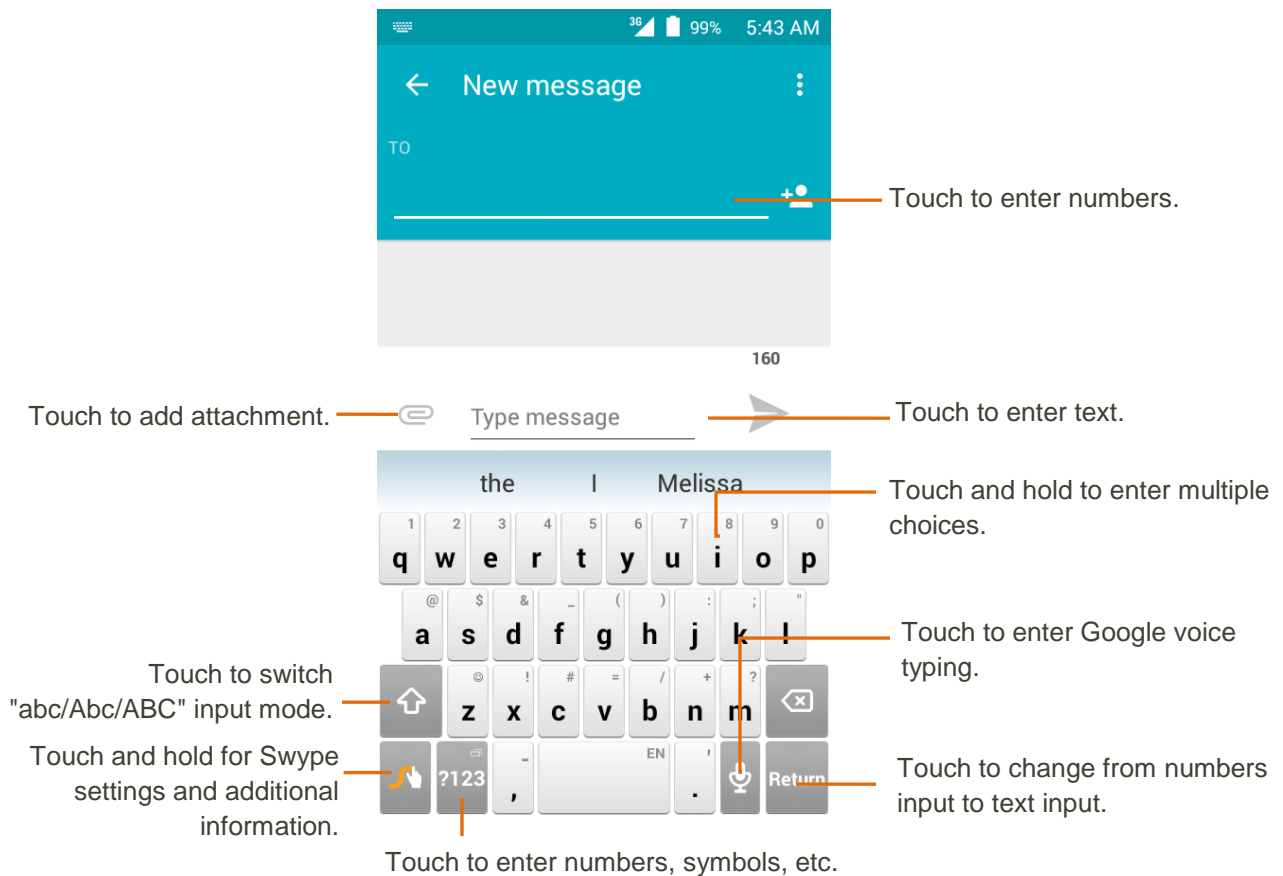 3G 99% 5:43 AM
New message
TO
Touch to enter numbers.
160
Touch to add attachment.
Type message
Touch to enter text.
the I Melissa
Touch and hold to enter multiple
choices.
1 2 3 4 5 6 7 8 9 0
q w e r t y u i o p
@ $ & _ ( ) : ; "
a s d f g h j k l
Touch to enter Google voice
typing.
Touch to switch
"abc/Abc/ABC" input mode.
☺ ! # = / + ?
z x c v b n m
Touch and hold for Swype
settings and additional
information.
- EN '
?123 , . Return
Touch to change from numbers
input to text input.
Touch to enter numbers, symbols, etc.